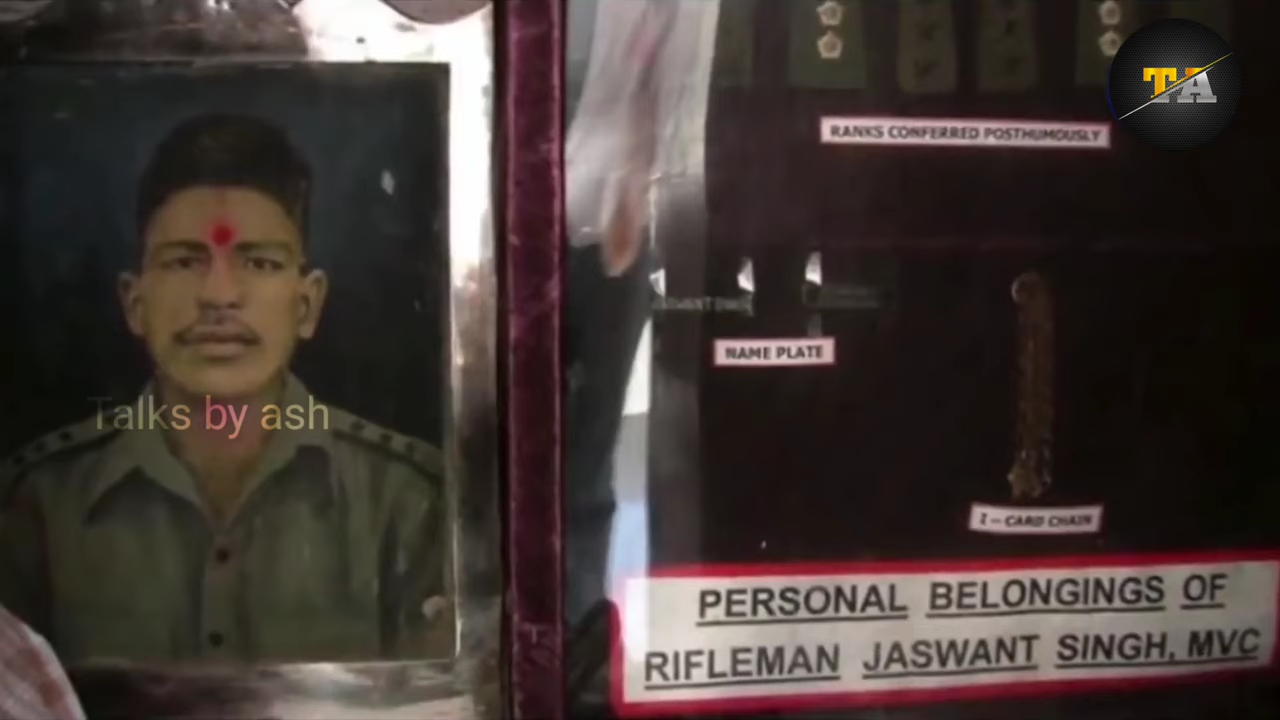 TA
RANKS CONFERRED POSTHUMOUSLY
NAME PLATE
Talks by ash
I - CARD CHAIN
PERSONAL BELONGINGS OF
RIFLEMAN JASWANT SINGH, MVC